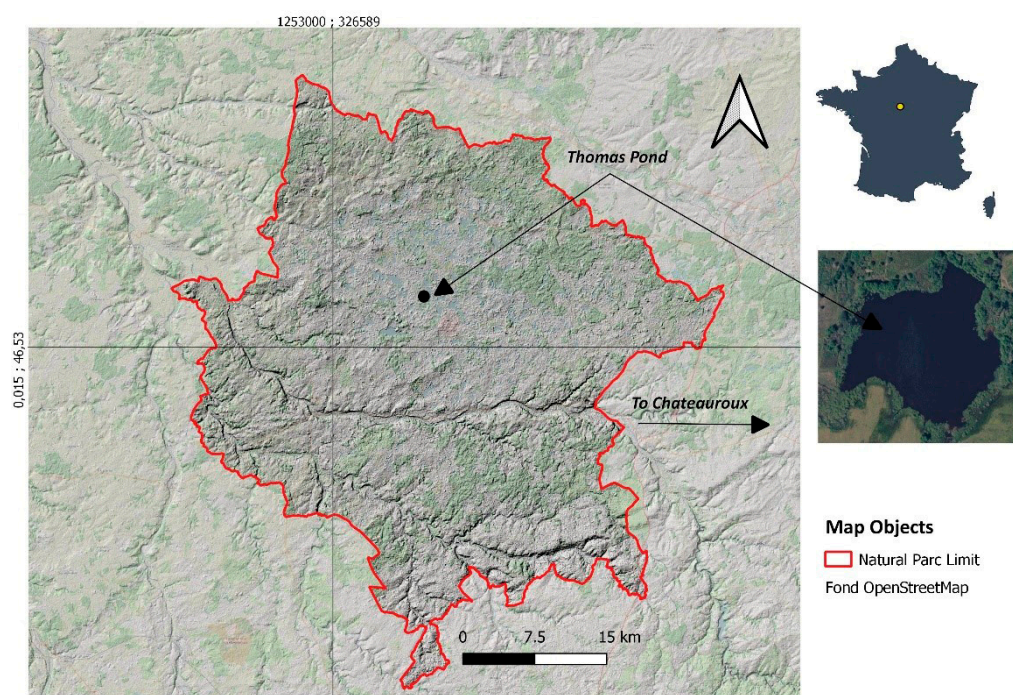 1253000 ; 326589
Thomas Pond
0,015 ; 46,53
To Chateauroux
Map Objects
Natural Parc Limit
Fond OpenStreetMap
0 7.5 15 km